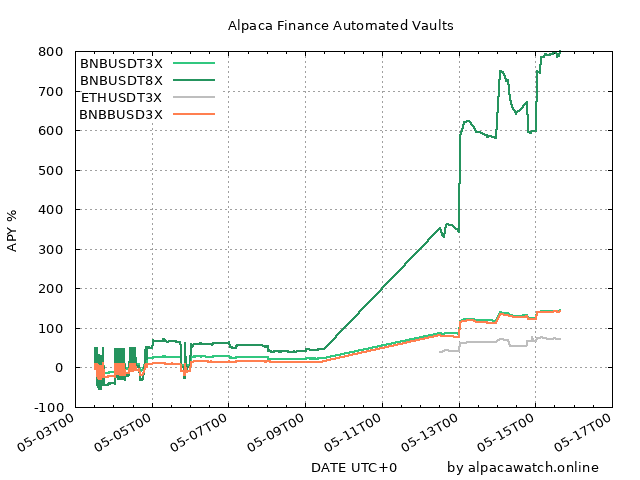 Alpaca Finance Automated Vaults
800
700
600
500
400
300
200
100
0
-100
APY %
BNBUSDT3X
BNBUSDT8X
ETHUSDT3X
BNBBUSD3X
05-03T00
05-05T00
05-07T00
05-09T00
05-11T00
05-13T00
05-15T00
05-17T00
DATE UTC+0
by alpacawatch.online